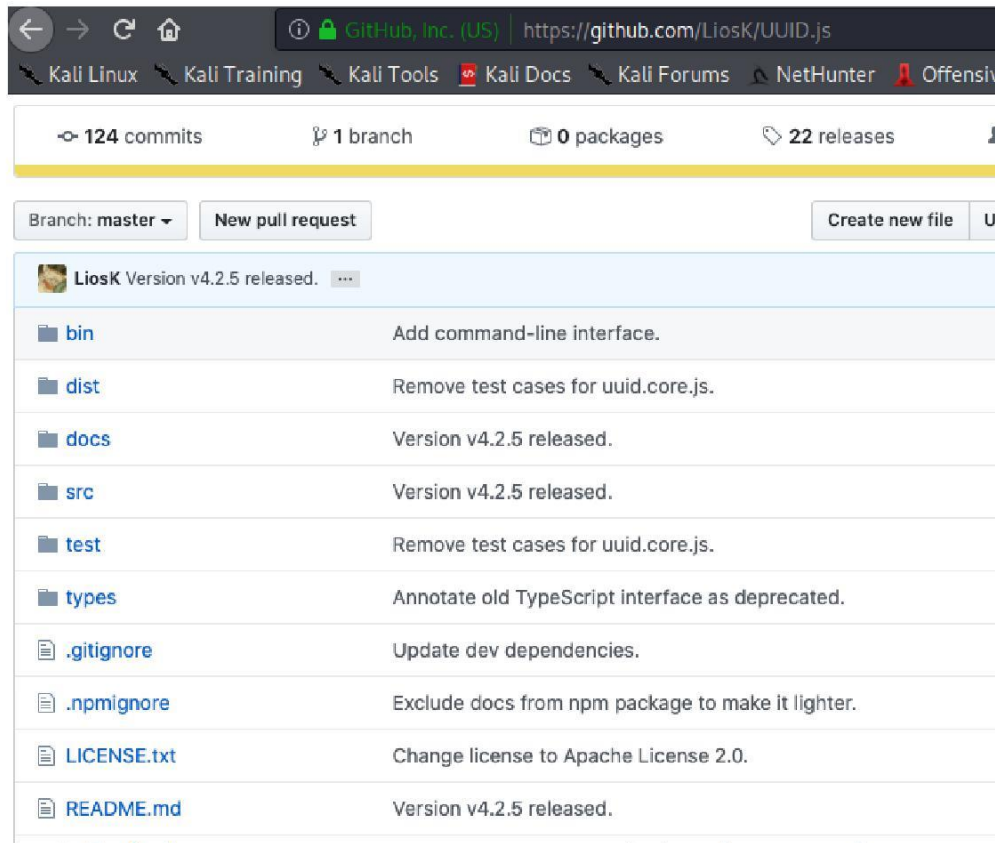 GitHub, Inc. (US) https://github.com/LiosK/UUID.js
Kali Linux Kali Training Kali Tools Kali Docs Kali Forums NetHunter Offensiv
124 commits 1 branch 0 packages 22 releases
Branch: master New pull request Create new file U
LiosK Version v4.2.5 released. ...
bin Add command-line interface.
dist Remove test cases for uuid.core.js.
docs Version v4.2.5 released.
src Version v4.2.5 released.
test Remove test cases for uuid.core.js.
types Annotate old TypeScript interface as deprecated.
.gitignore Update dev dependencies.
.npmignore Exclude docs from npm package to make it lighter.
LICENSE.txt Change license to Apache License 2.0.
README.md Version v4.2.5 released.